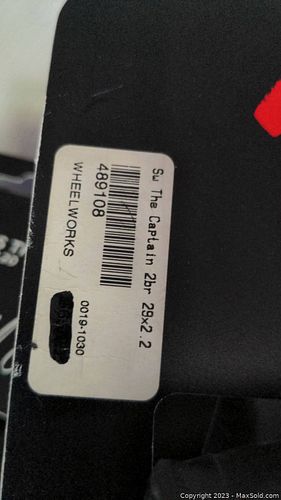 Sw The Captain 2br 29x2.2
489108
WHEELWORKS
0019-1030
Copyright © 2023 - MaxSold.com